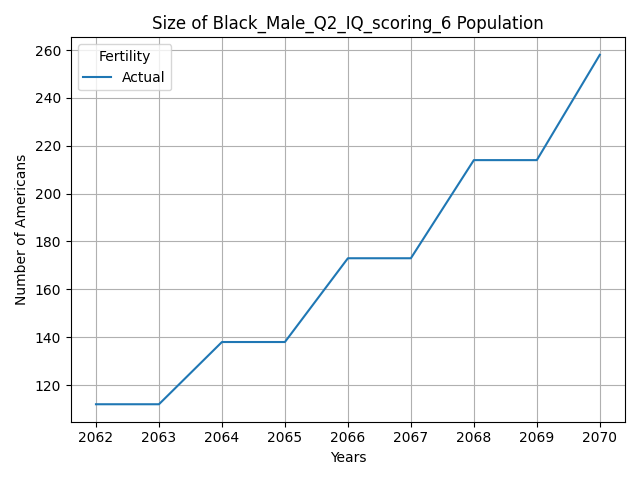 Size of Black_Male_Q2_IQ_scoring_6 Population
Fertility
Actual
Number of Americans
260
240
220
200
180
160
140
120
2062 2063 2064 2065 2066 2067 2068 2069 2070
Years